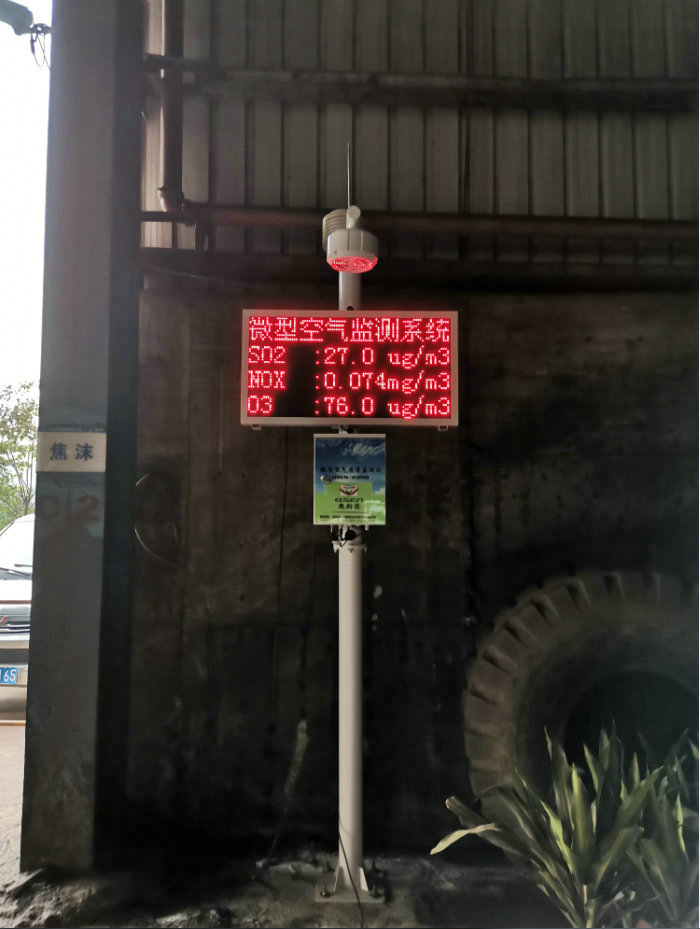 微型空气监测系统
SO2 :27.0 ug/m3
NOX :0.074mg/m3
O3 :76.0 ug/m3
焦沫
OSEN
奥斯恩
65